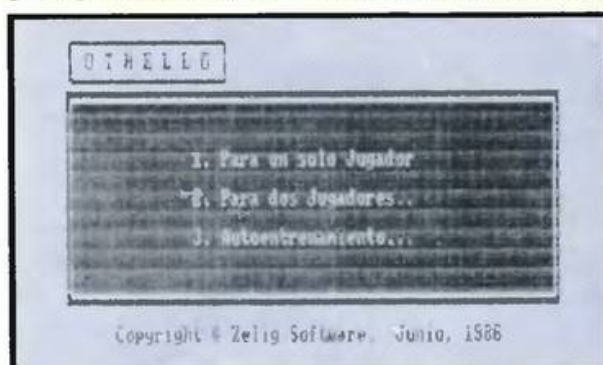 OTHELLO
1. Para un solo Jugador
2. Para dos Jugadores..
3. Autoentrenamiento...
Copyright © Zelig Software. Junio, 1986